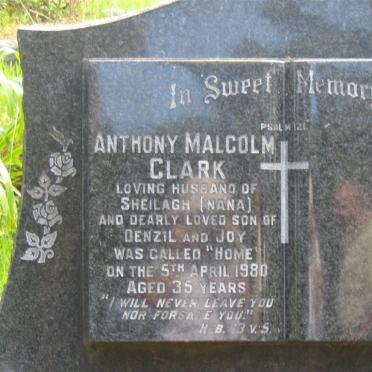 In Sweet Memor
PSALM 121
ANTHONY MALCOLM
CLARK
LOVING HUSBAND OF
SHEILAGH (NANA)
AND DEARLY LOVED SON OF
DENZIL AND JOY
WAS CALLED "HOME
ON THE 5TH APRIL 1980
AGED 35 YEARS
"I WILL NEVER LEAVE YOU
NOR FORSAKE YOU."
HEB. 13 V.5.